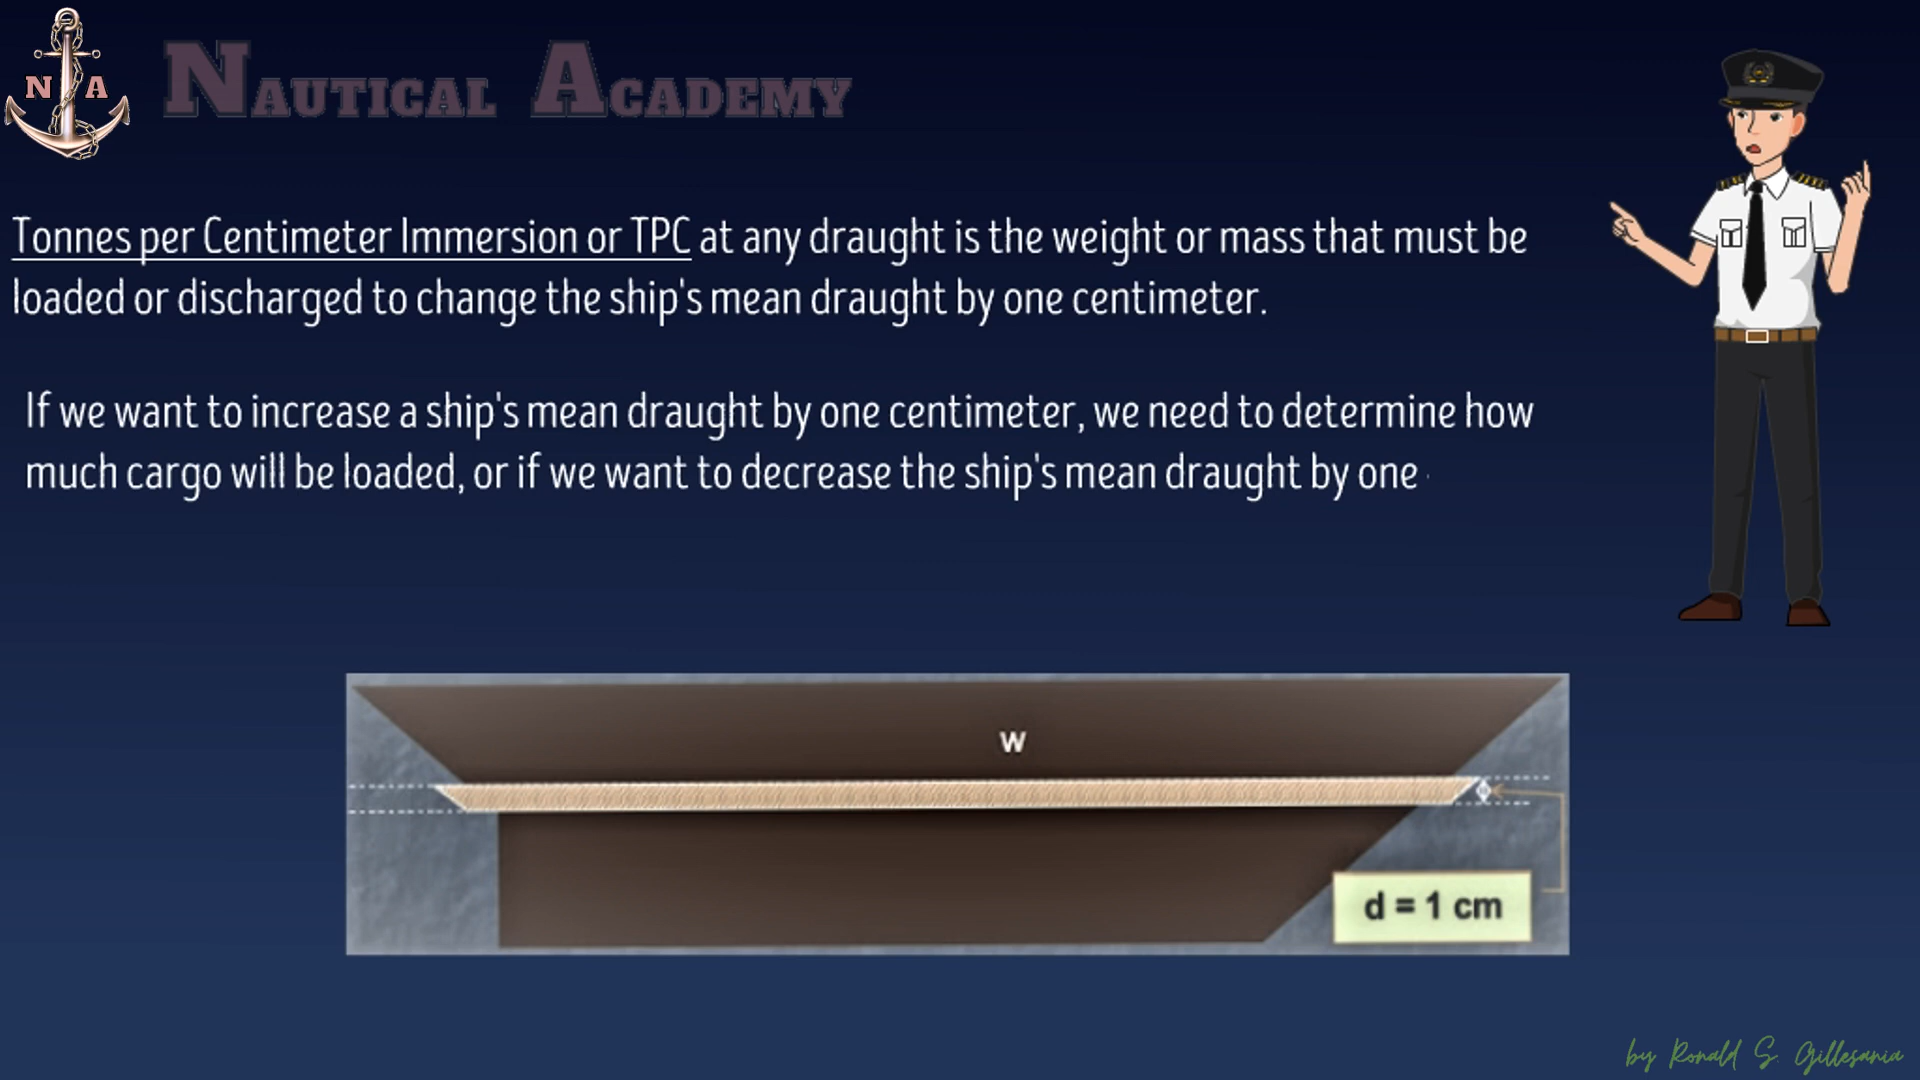 N A
NAUTICAL ACADEMY
Tonnes per Centimeter Immersion or TPC at any draught is the weight or mass that must be
loaded or discharged to change the ship's mean draught by one centimeter.
If we want to increase a ship's mean draught by one centimeter, we need to determine how
much cargo will be loaded, or if we want to decrease the ship's mean draught by one
W
d = 1 cm
by Ronald S. Gillesania